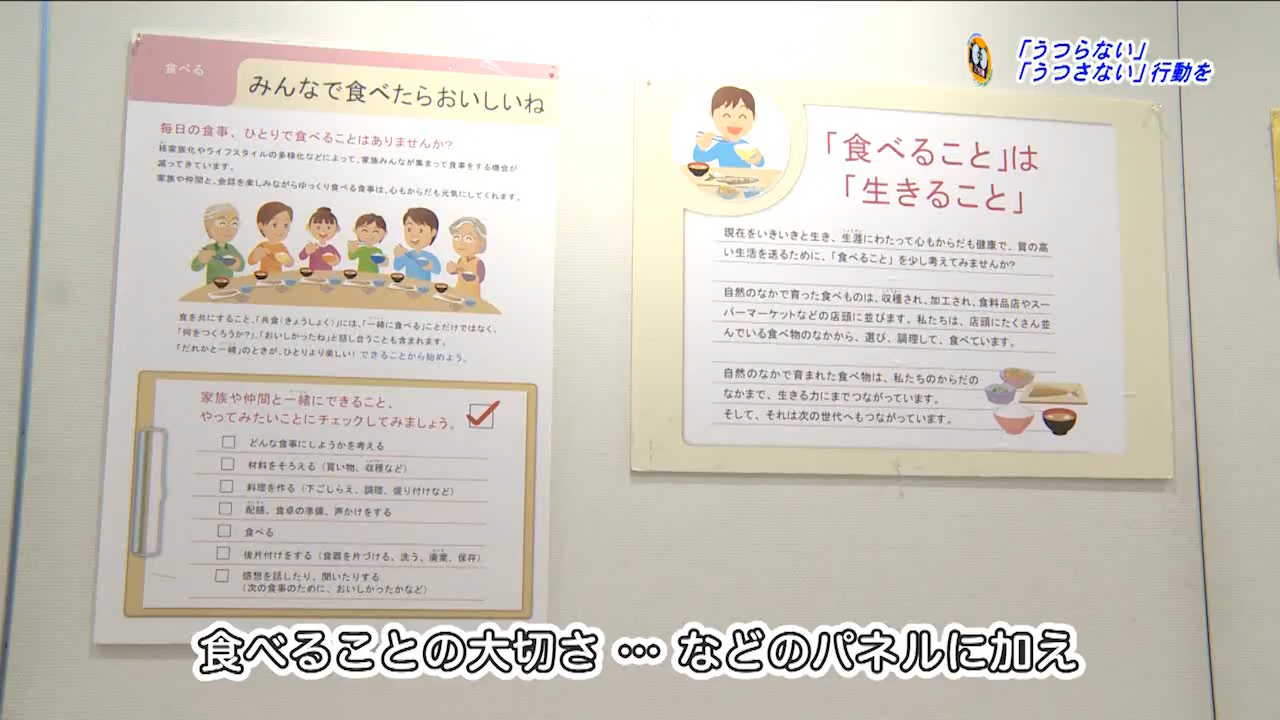 「うつらない」
「うつさない」行動を
食べる
みんなで食べたらおいしいね
毎日の食事、ひとりで食べることはありませんか?
核家族化やライフスタイルの多様化などによって、家族みんなが集まって食事をする機会が
減ってきています。
家族や仲間と、会話を楽しみながらゆっくり食べる食事は、心もからだも元気にしてくれます。
食を共にすること、「共食(きょうしょく)」には、「一緒に食べる」ことだけではなく、
「何をつくろうか?」、「おいしかったね」と話し合うことも含まれます。
「だれかと一緒」のときが、ひとりより楽しい! できることから始めよう。
家族や仲間と一緒にできること、
やってみたいことにチェックしてみましょう。
どんな食事にしようかを考える
材料をそろえる(買い物、収穫など)
料理を作る(下ごしらえ、調理、盛り付けなど)
配膳、食卓の準備、声かけをする
食べる
後片付けをする(食器を片づける、洗う、廃棄、保存)
感想を話したり、聞いたりする
(次の食事のために、おいしかったかなど)
「食べること」は
「生きること」
現在をいきいきと生き、生涯にわたって心もからだも健康で、質の高
い生活を送るために、「食べること」を少し考えてみませんか?
自然のなかで育った食べものは、収穫され、加工され、食料品店やスー
パーマーケットなどの店頭に並びます。私たちは、店頭にたくさん並
んでいる食べ物のなかから、選び、調理して、食べています。
自然のなかで育まれた食べ物は、私たちのからだの
なかまで、生きる力にまでつながっています。
そして、それは次の世代へもつながっています。
食べることの大切さ … などのパネルに加え